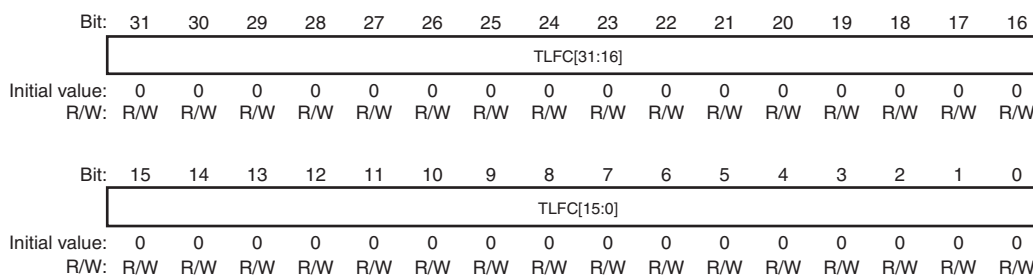 Bit: 31 30 29 28 27 26 25 24 23 22 21 20 19 18 17 16
TLFC[31:16]
Initial value: 0 0 0 0 0 0 0 0 0 0 0 0 0 0 0 0
R/W: R/W R/W R/W R/W R/W R/W R/W R/W R/W R/W R/W R/W R/W R/W R/W R/W
Bit: 15 14 13 12 11 10 9 8 7 6 5 4 3 2 1 0
TLFC[15:0]
Initial value: 0 0 0 0 0 0 0 0 0 0 0 0 0 0 0 0
R/W: R/W R/W R/W R/W R/W R/W R/W R/W R/W R/W R/W R/W R/W R/W R/W R/W